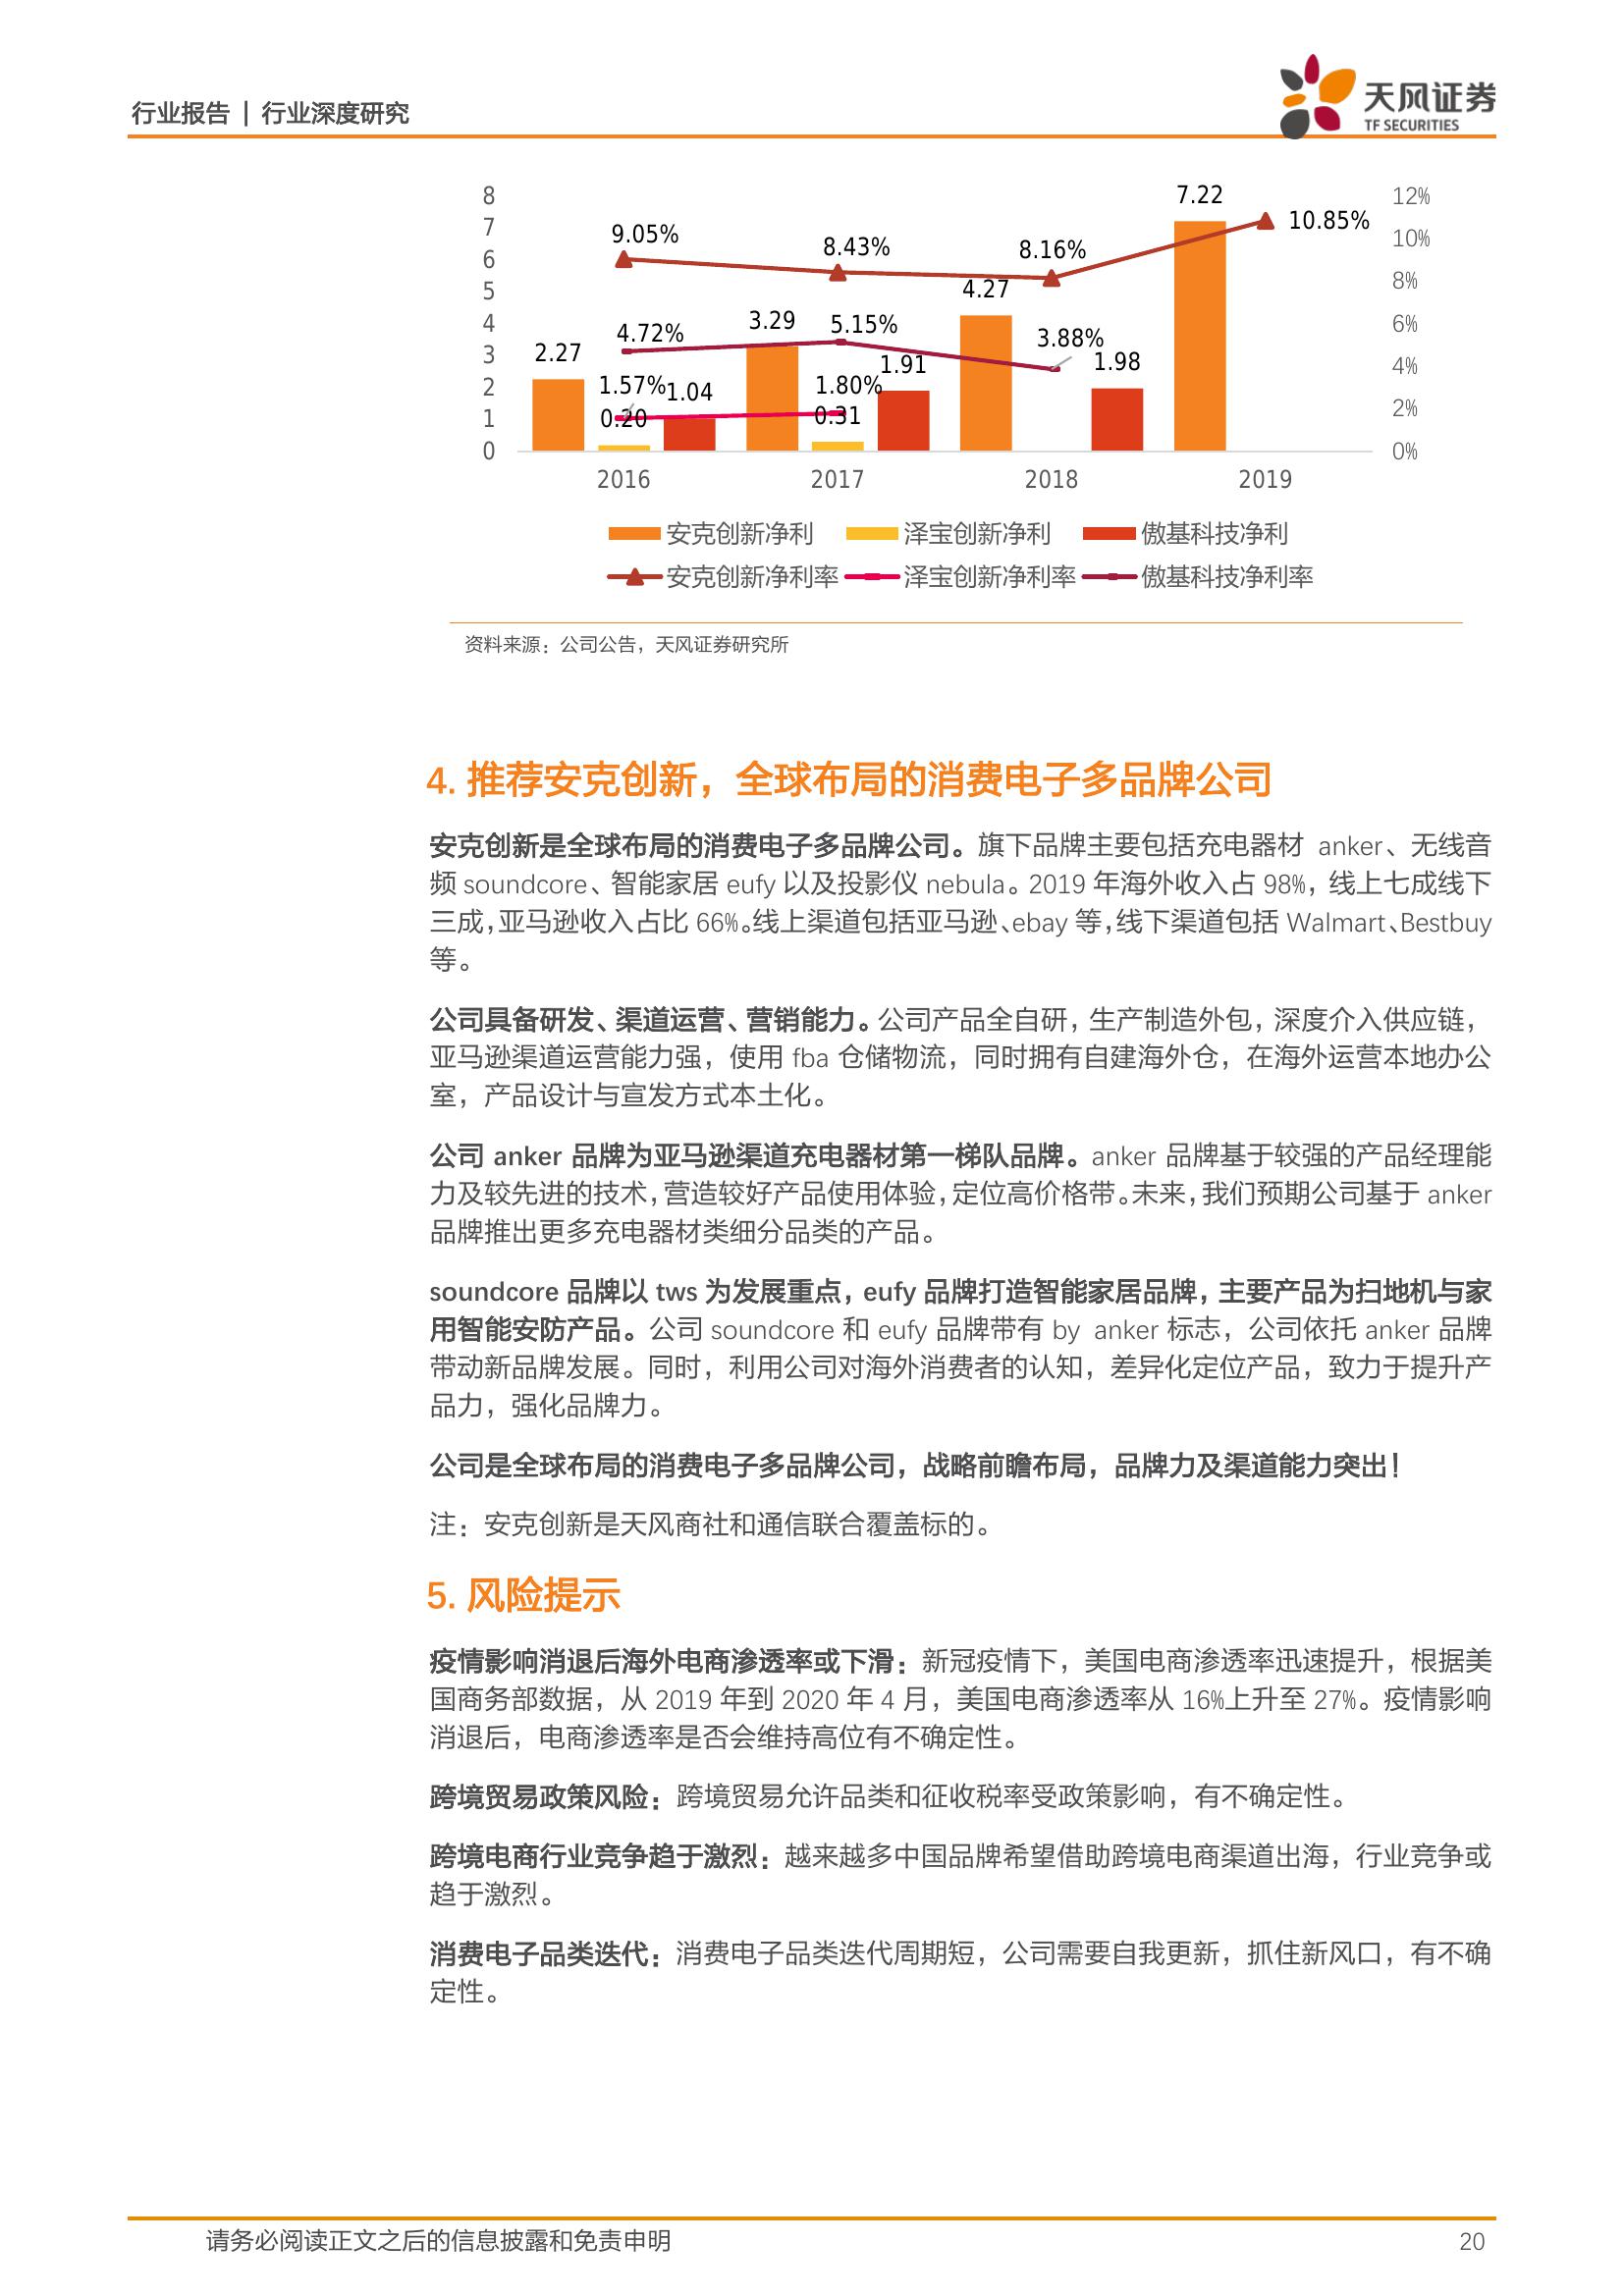 行业报告 | 行业深度研究
天风证券
TF SECURITIES
8
7
6
5
4
3
2
1
0
12%
10%
8%
6%
4%
2%
0%
9.05%
8.43%
8.16%
10.85%
4.72%
5.15%
3.88%
1.57%
1.80%
2.27
0.20
1.04
3.29
0.31
1.91
4.27
1.98
7.22
2016 2017 2018 2019
安克创新净利 泽宝创新净利 傲基科技净利
安克创新净利率 泽宝创新净利率 傲基科技净利率
资料来源：公司公告，天风证券研究所
4. 推荐安克创新，全球布局的消费电子多品牌公司
安克创新是全球布局的消费电子多品牌公司。旗下品牌主要包括充电器材 anker、无线音
频 soundcore、智能家居 eufy 以及投影仪 nebula。2019 年海外收入占 98%，线上七成线下
三成，亚马逊收入占比 66%。线上渠道包括亚马逊、ebay 等，线下渠道包括 Walmart、Bestbuy
等。
公司具备研发、渠道运营、营销能力。公司产品全自研，生产制造外包，深度介入供应链，
亚马逊渠道运营能力强，使用 fba 仓储物流，同时拥有自建海外仓，在海外运营本地办公
室，产品设计与宣发方式本土化。
公司 anker 品牌为亚马逊渠道充电器材第一梯队品牌。anker 品牌基于较强的产品经理能
力及较先进的技术，营造较好产品使用体验，定位高价格带。未来，我们预期公司基于 anker
品牌推出更多充电器材类细分品类的产品。
soundcore 品牌以 tws 为发展重点，eufy 品牌打造智能家居品牌，主要产品为扫地机与家
用智能安防产品。公司 soundcore 和 eufy 品牌带有 by anker 标志，公司依托 anker 品牌
带动新品牌发展。同时，利用公司对海外消费者的认知，差异化定位产品，致力于提升产
品力，强化品牌力。
公司是全球布局的消费电子多品牌公司，战略前瞻布局，品牌力及渠道能力突出！
注：安克创新是天风商社和通信联合覆盖标的。
5. 风险提示
疫情影响消退后海外电商渗透率或下滑：新冠疫情下，美国电商渗透率迅速提升，根据美
国商务部数据，从 2019 年到 2020 年 4 月，美国电商渗透率从 16%上升至 27%。疫情影响
消退后，电商渗透率是否会维持高位有不确定性。
跨境贸易政策风险：跨境贸易允许品类和征收税率受政策影响，有不确定性。
跨境电商行业竞争趋于激烈：越来越多中国品牌希望借助跨境电商渠道出海，行业竞争或
趋于激烈。
消费电子品类迭代：消费电子品类迭代周期短，公司需要自我更新，抓住新风口，有不确
定性。
请务必阅读正文之后的信息披露和免责申明
20